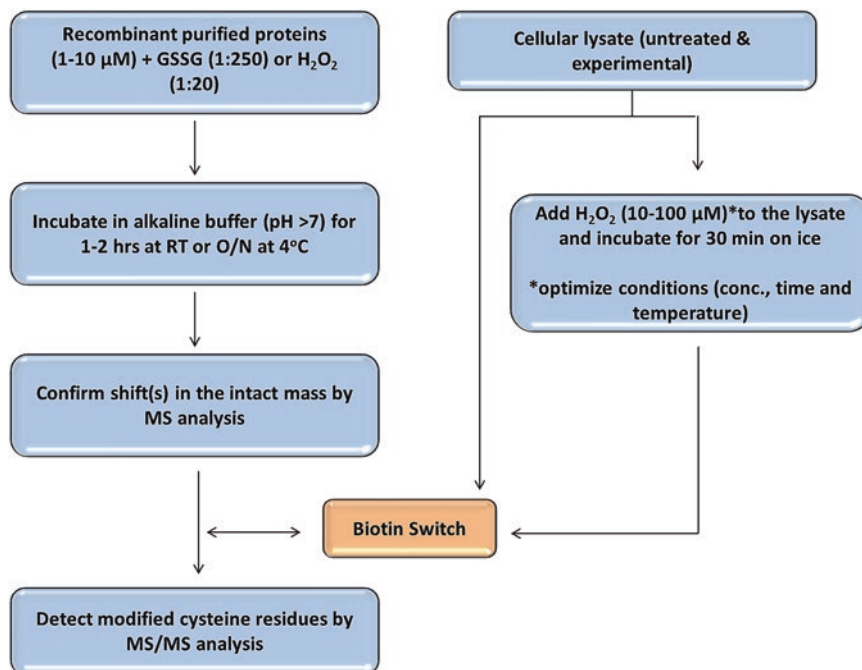 Recombinant purified proteins
(1-10 µM) + GSSG (1:250) or H₂O₂
(1:20)
Cellular lysate (untreated &
experimental)
Incubate in alkaline buffer (pH >7) for
1-2 hrs at RT or O/N at 4°C
Add H₂O₂ (10-100 µM)*to the lysate
and incubate for 30 min on ice
*optimize conditions (conc., time and
temperature)
Confirm shift(s) in the intact mass by
MS analysis
Biotin Switch
Detect modified cysteine residues by
MS/MS analysis